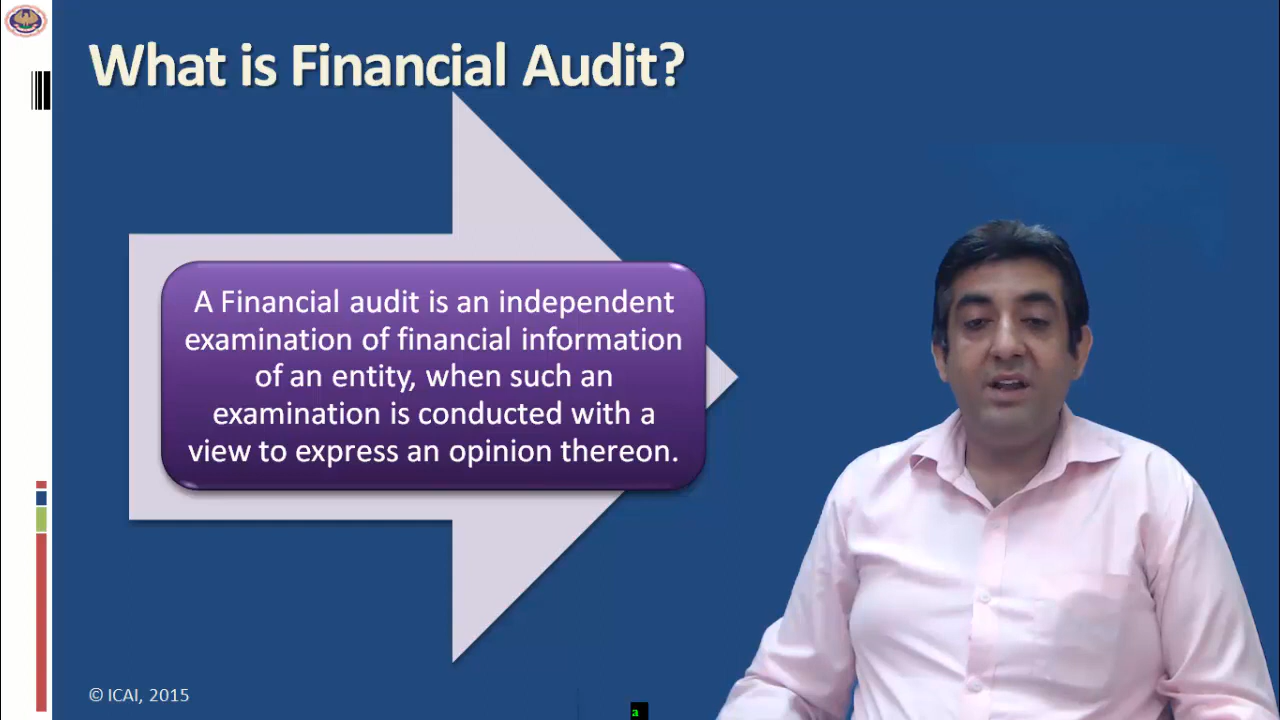 What is Financial Audit?
A Financial audit is an independent
examination of financial information
of an entity, when such an
examination is conducted with a
view to express an opinion thereon.
© ICAI, 2015
a